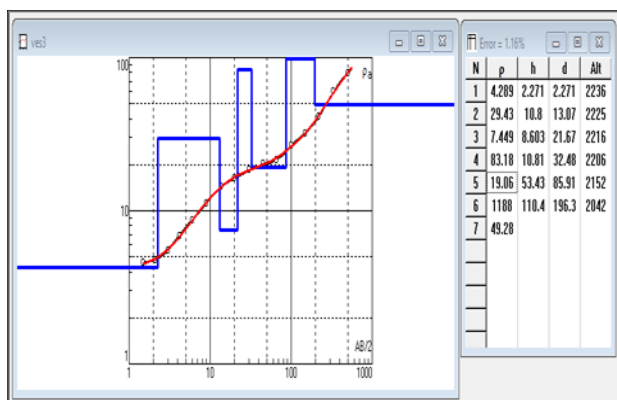 ves3
100
Pa
10
1
AB/2
1
10
100
1000
Error = 1.16%
N ρ h d Alt
1 4.289 2.271 2.271 2236
2 29.43 10.8 13.07 2225
3 7.449 8.603 21.67 2216
4 83.18 10.81 32.48 2206
5 19.06 53.43 85.91 2152
6 1188 110.4 196.3 2042
7 49.28